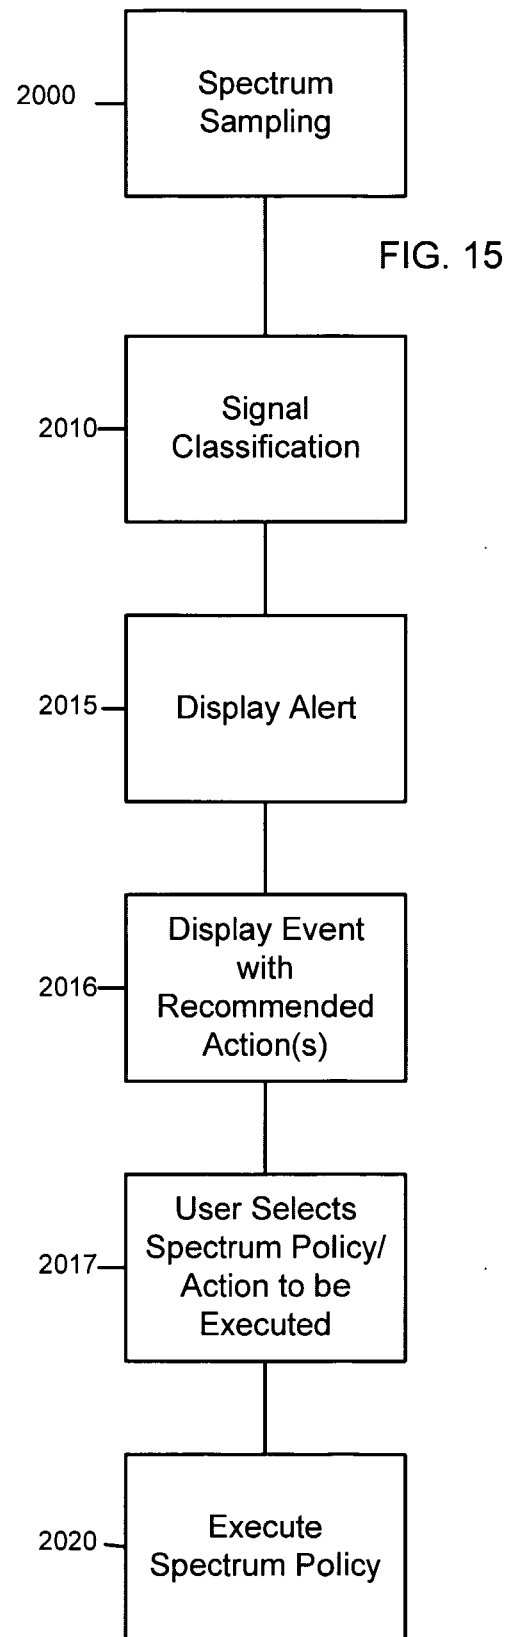 2000
Spectrum
Sampling
FIG. 15
2010
Signal
Classification
2015
Display Alert
2016
Display Event
with
Recommended
Action(s)
2017
User Selects
Spectrum Policy/
Action to be
Executed
2020
Execute
Spectrum Policy